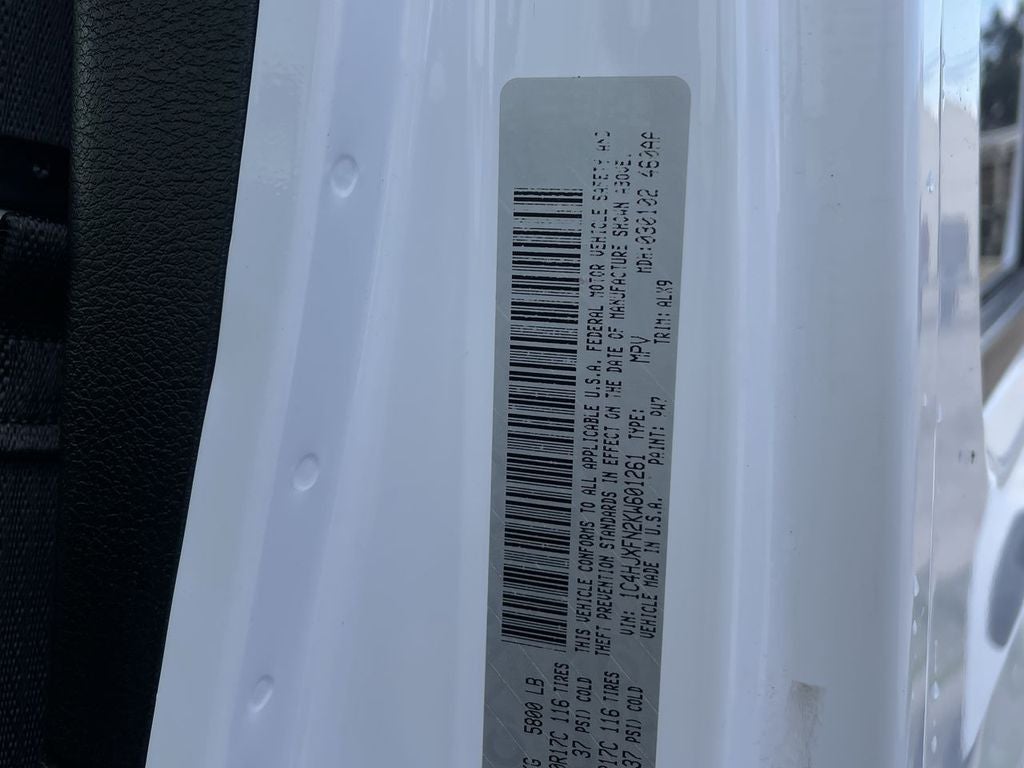 5800 LB
0R17C 116 TIRES
37 PSI) COLD
R17C 116 TIRES
37 PSI) COLD
THIS VEHICLE CONFORMS TO ALL APPLICABLE U.S.A. FEDERAL MOTOR VEHICLE SAFETY AND
THEFT PREVENTION STANDARDS IN EFFECT ON THE DATE OF MANUFACTURE SHOWN ABOVE.
VIN: 1C4HJXFN2KW601261 TYPE: MPV MDH:030102 460AA
VEHICLE MADE IN U.S.A. PAINT: PW7 TRIM: ALX9